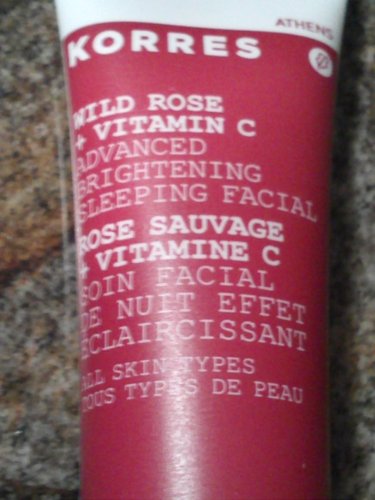 ATHENS
KORRES
WILD ROSE
+ VITAMIN C
ADVANCED
BRIGHTENING
SLEEPING FACIAL
ROSE SAUVAGE
+ VITAMINE C
SOIN FACIAL
DE NUIT EFFET
ECLAIRCISSANT
ALL SKIN TYPES
TOUS TYPES DE PEAU